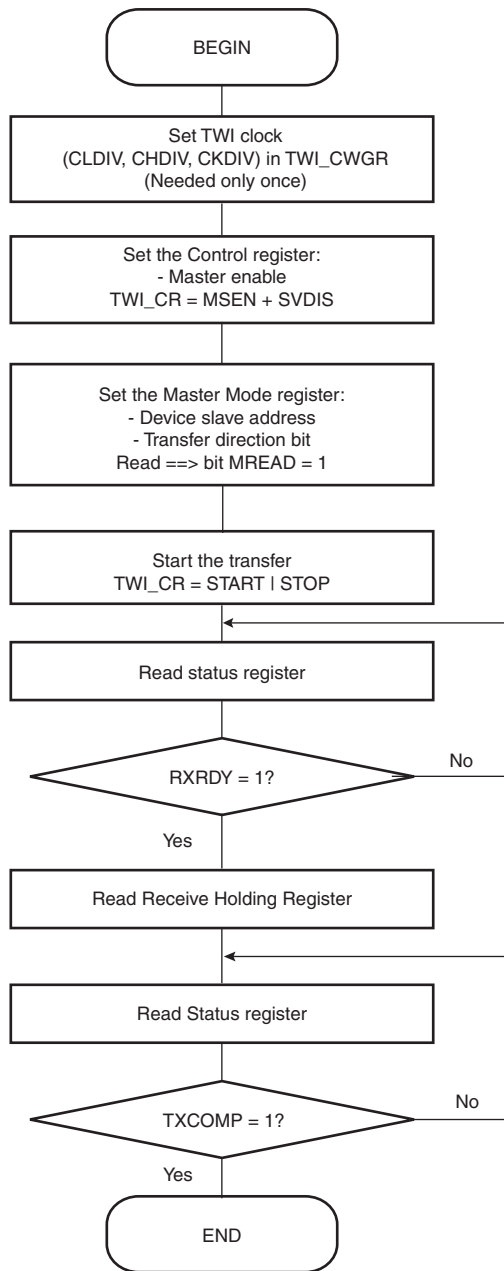 BEGIN
Set TWI clock
(CLDIV, CHDIV, CKDIV) in TWI_CWGR
(Needed only once)
Set the Control register:
- Master enable
TWI_CR = MSEN + SVDIS
Set the Master Mode register:
- Device slave address
- Transfer direction bit
Read ==> bit MREAD = 1
Start the transfer
TWI_CR = START | STOP
Read status register
RXRDY = 1?
No
Yes
Read Receive Holding Register
Read Status register
TXCOMP = 1?
No
Yes
END